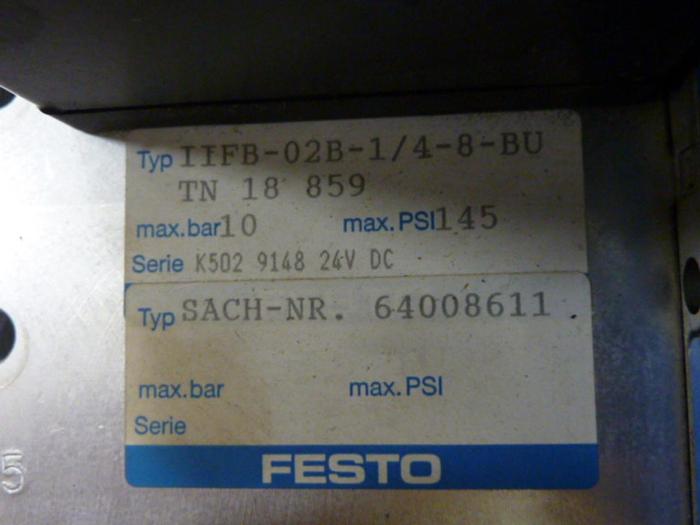 Typ IIFB-02B-1/4-8-BU
TN 18 859
max.bar 10 max.PSI 145
Serie K502 9148 24V DC
Typ SACH-NR. 64008611
max.bar max.PSI
Serie
FESTO
5